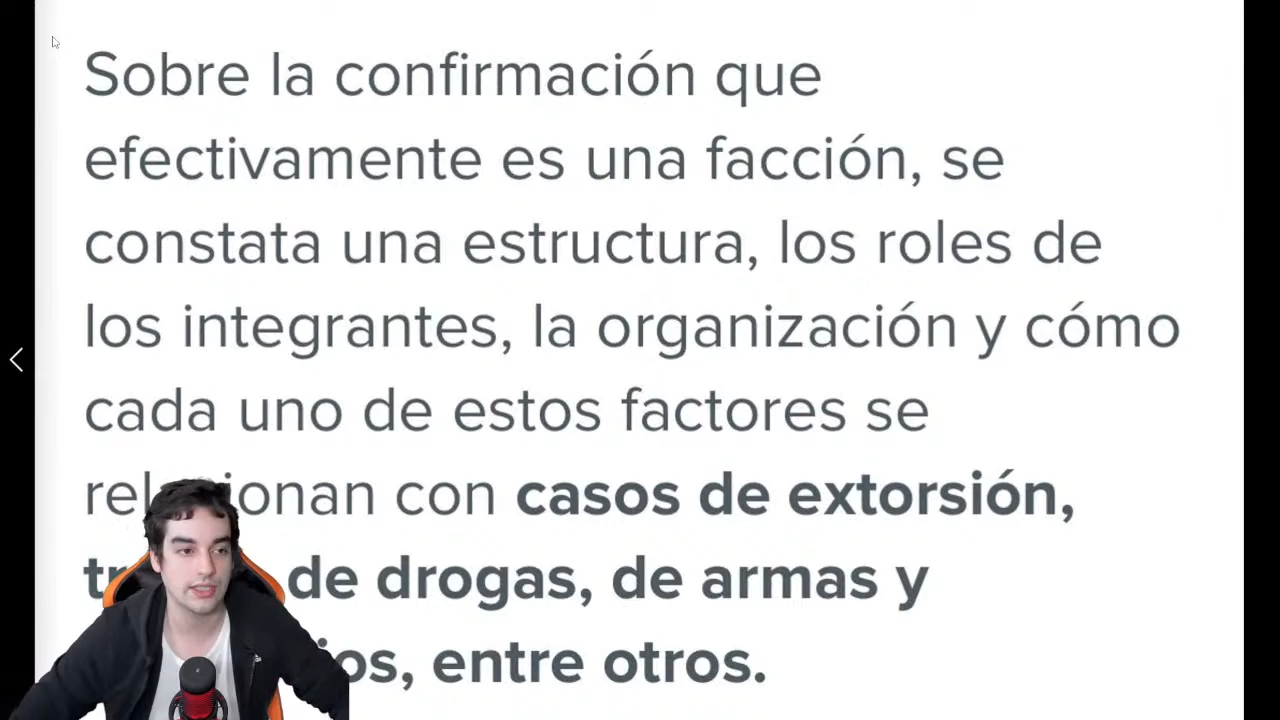 Sobre la confirmación que
efectivamente es una facción, se
constata una estructura, los roles de
los integrantes, la organización y cómo
cada uno de estos factores se
con casos de extorsión,
de drogas, de armas y
entre otros.